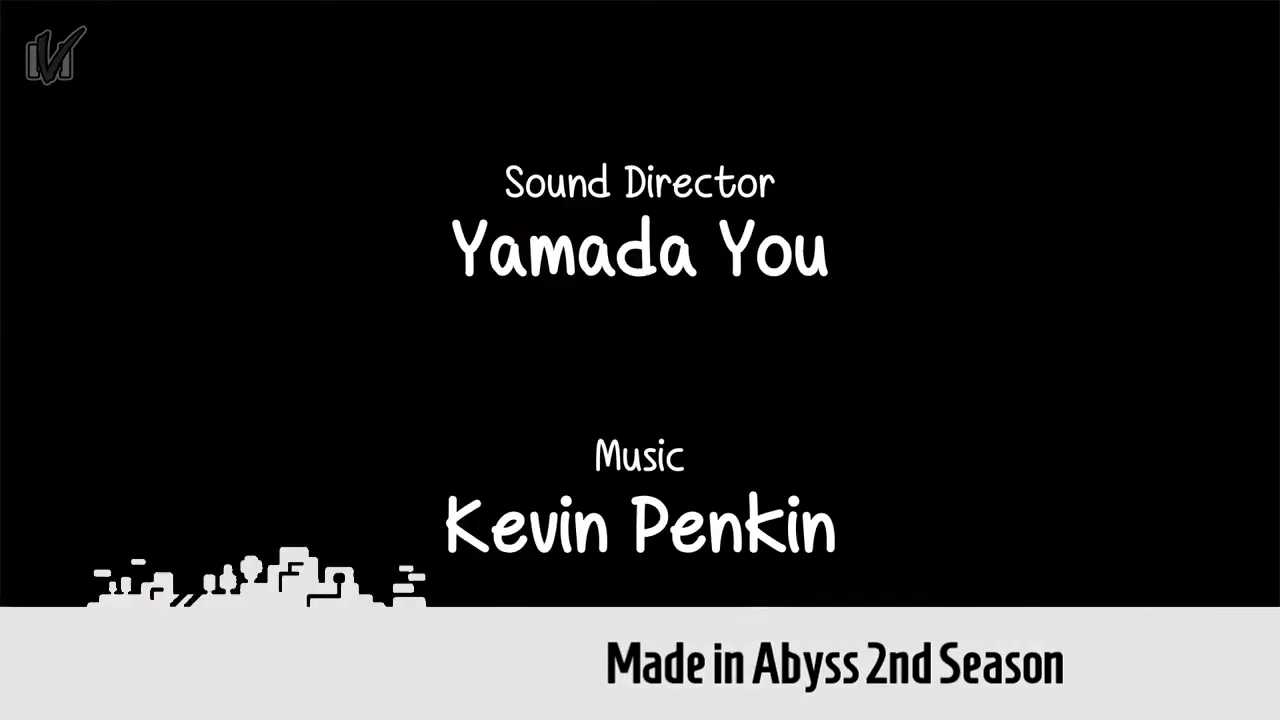 Sound Director
Yamada You
Music
Kevin Penkin
Made in Abyss 2nd Season